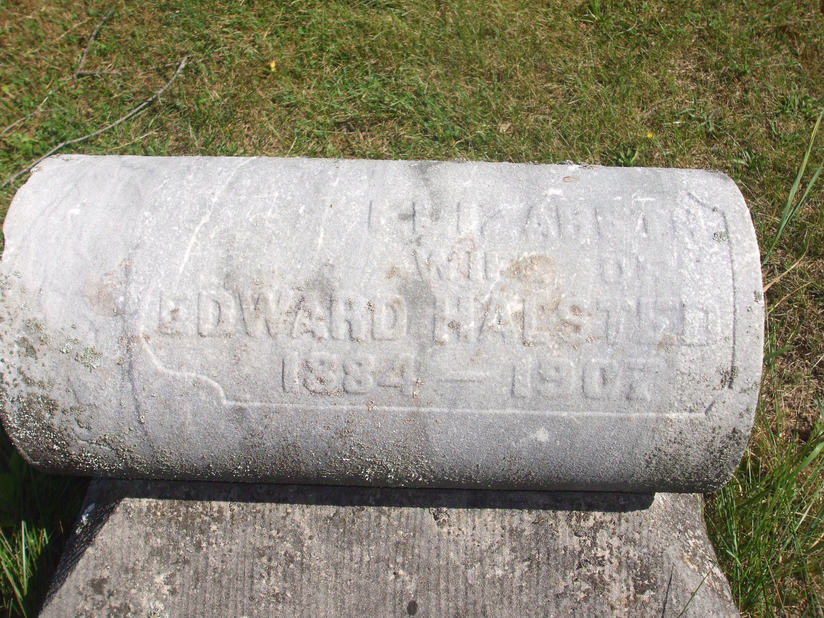 ELIZABETH
WIFE OF
EDWARD HALSTED
1884 — 1907